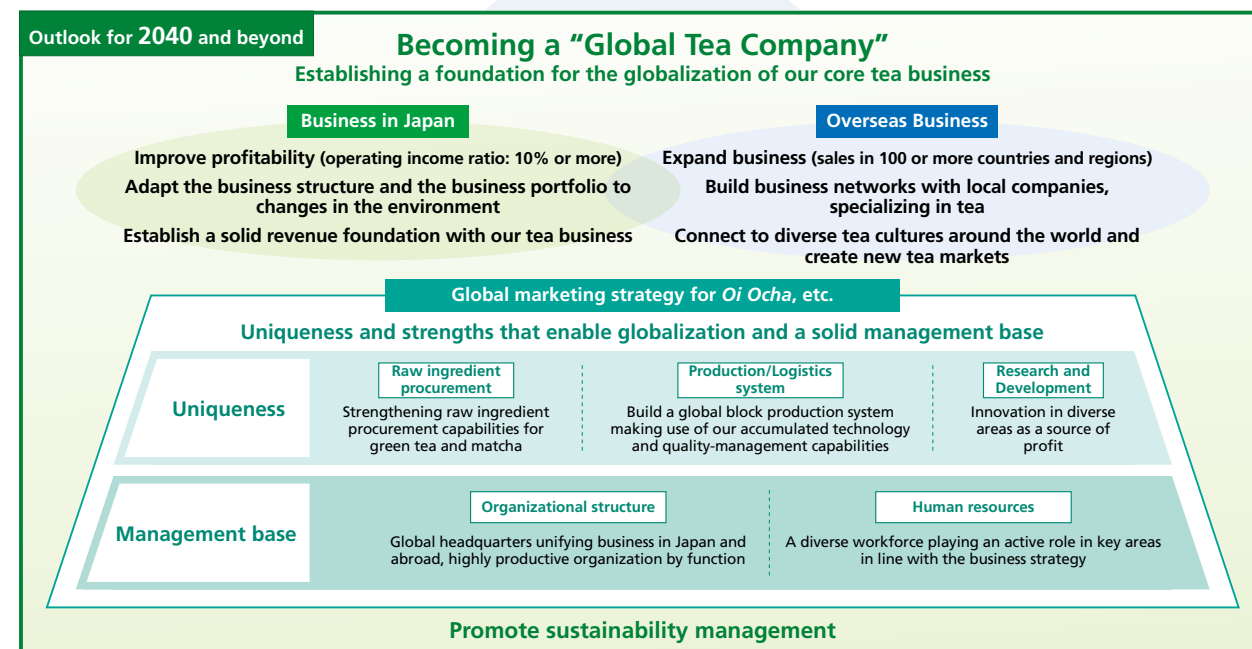 Outlook for 2040 and beyond
Becoming a “Global Tea Company”
Establishing a foundation for the globalization of our core tea business
Business in Japan
Improve profitability (operating income ratio: 10% or more)
Adapt the business structure and the business portfolio to
changes in the environment
Establish a solid revenue foundation with our tea business
Overseas Business
Expand business (sales in 100 or more countries and regions)
Build business networks with local companies,
specializing in tea
Connect to diverse tea cultures around the world and
create new tea markets
Global marketing strategy for Oi Ocha, etc.
Uniqueness and strengths that enable globalization and a solid management base
Uniqueness
Raw ingredient
procurement
Strengthening raw ingredient
procurement capabilities for
green tea and matcha
Production/Logistics
system
Build a global block production system
making use of our accumulated technology
and quality-management capabilities
Research and
Development
Innovation in diverse
areas as a source of
profit
Management base
Organizational structure
Global headquarters unifying business in Japan and
abroad, highly productive organization by function
Human resources
A diverse workforce playing an active role in key areas
in line with the business strategy
Promote sustainability management